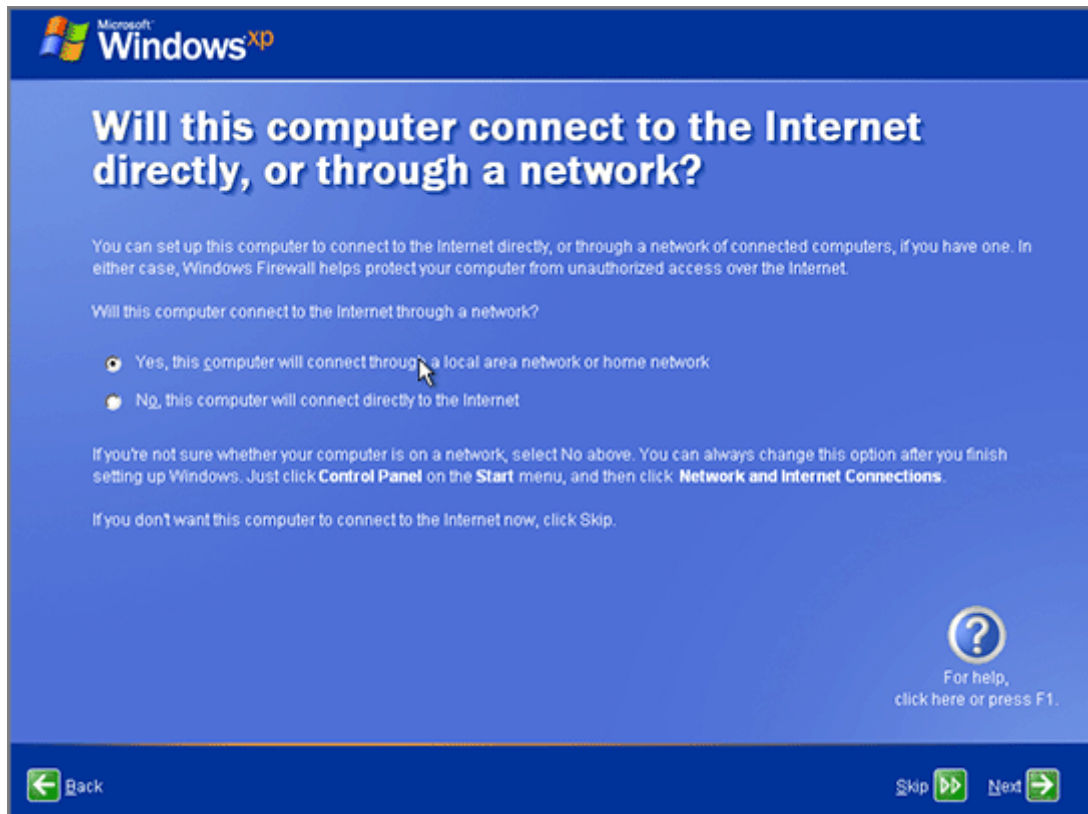 Microsoft
Windows xp
Will this computer connect to the Internet
directly, or through a network?
You can set up this computer to connect to the Internet directly, or through a network of connected computers, if you have one. In
either case, Windows Firewall helps protect your computer from unauthorized access over the Internet.
Will this computer connect to the Internet through a network?
Yes, this computer will connect through a local area network or home network
No, this computer will connect directly to the Internet
If you're not sure whether your computer is on a network, select No above. You can always change this option after you finish
setting up Windows. Just click Control Panel on the Start menu, and then click Network and Internet Connections.
If you don't want this computer to connect to the Internet now, click Skip.
For help,
click here or press F1.
Back
Skip
Next